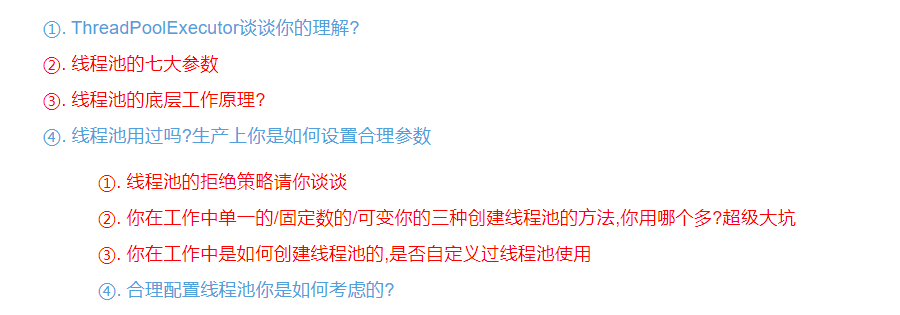 ①. ThreadPoolExecutor谈谈你的理解?
②. 线程池的七大参数
③. 线程池的底层工作原理?
④. 线程池用过吗?生产上你是如何设置合理参数
①. 线程池的拒绝策略请你谈谈
②. 你在工作中单一的/固定数的/可变你的三种创建线程池的方法,你用哪个多?超级大坑
③. 你在工作中是如何创建线程池的,是否自定义过线程池使用
④. 合理配置线程池你是如何考虑的?